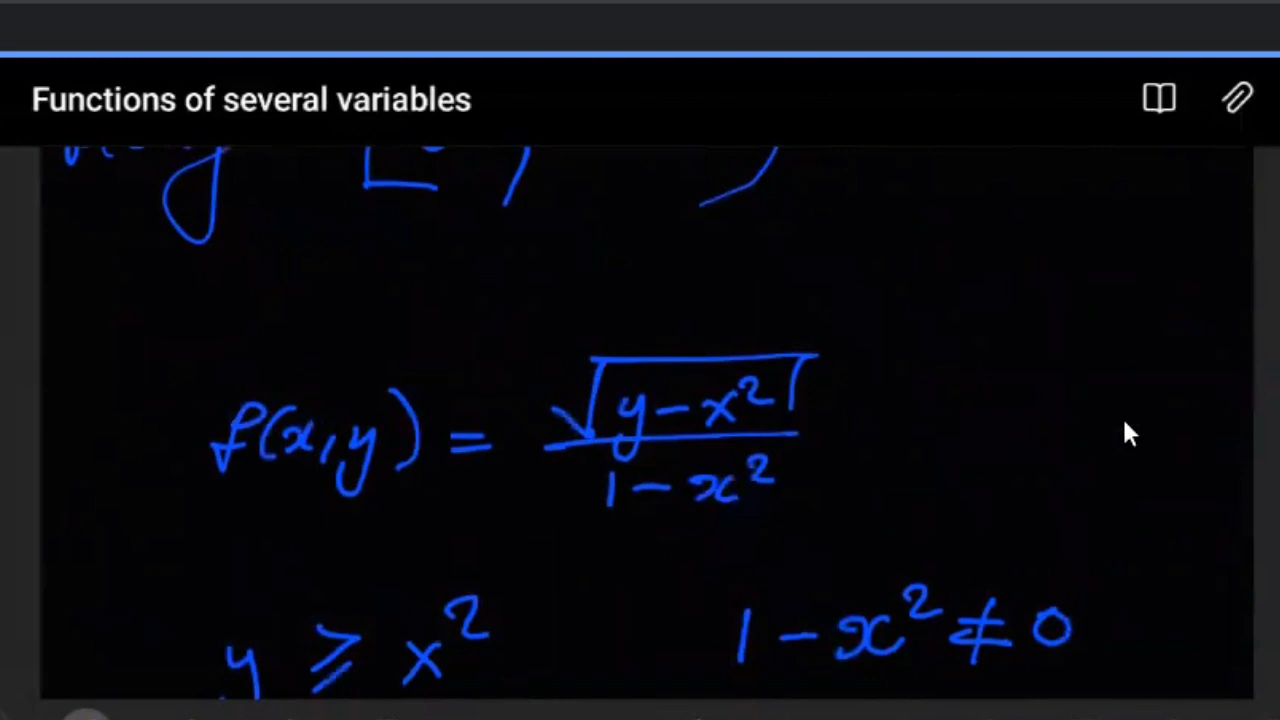 Functions of several variables
f(x,y) = √(y-x²) / (1-x²)
y ⩾ x² 1-x² ≠ 0